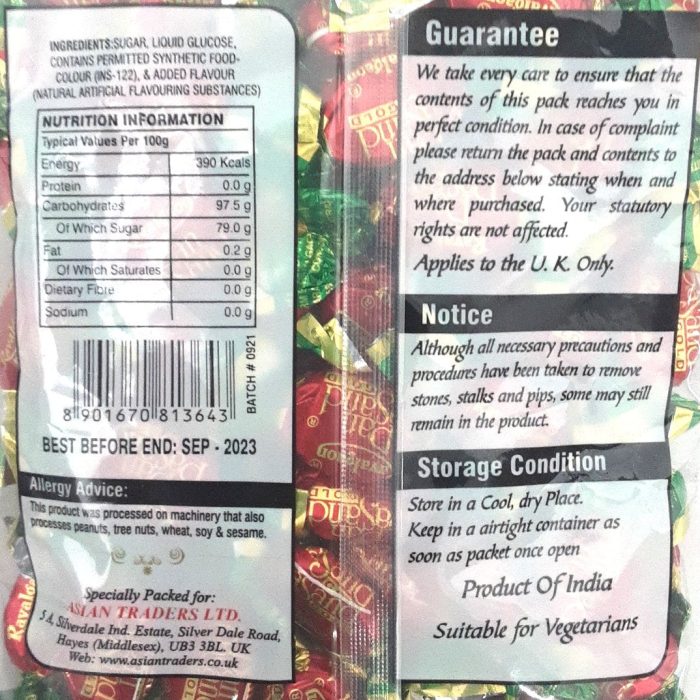 INGREDIENTS:SUGAR, LIQUID GLUCOSE,
CONTAINS PERMITTED SYNTHETIC FOOD-
COLOUR (INS-122), & ADDED FLAVOUR
(NATURAL ARTIFICIAL FLAVOURING SUBSTANCES)
NUTRITION INFORMATION
Typical Values Per 100g
Energy 390 Kcals
Protein 0.0 g
Carbohydrates 97.5 g
Of Which Sugar 79.0 g
Fat 0.2 g
Of Which Saturates 0.0 g
Dietary Fibre 0.0 g
Sodium 0.0 g
8 901670 813643
BATCH # 0921
BEST BEFORE END: SEP - 2023
Allergy Advice:
This product was processed on machinery that also
processes peanuts, tree nuts, wheat, soy & sesame.
Specially Packed for:
ASIAN TRADERS LTD.
5A, Silverdale Ind. Estate, Silver Dale Road,
Hayes (Middlesex), UB3 3BL. UK
Web: www.asiantraders.co.uk
Guarantee
We take every care to ensure that the
contents of this pack reaches you in
perfect condition. In case of complaint
please return the pack and contents to
the address below stating when and
where purchased. Your statutory
rights are not affected.
Applies to the U. K. Only.
Notice
Although all necessary precautions and
procedures have been taken to remove
stones, stalks and pips, some may still
remain in the product.
Storage Condition
Store in a Cool, dry Place.
Keep in a airtight container as
soon as packet once open
Product Of India
Suitable for Vegetarians